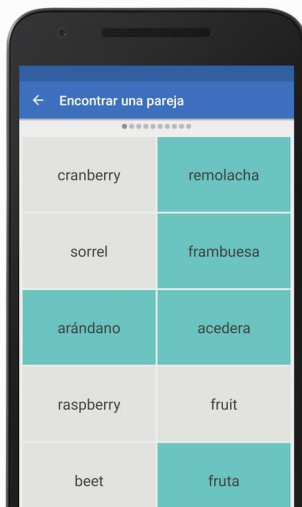 Encontrar una pareja
cranberry
remolacha
sorrel
frambuesa
arándano
acedera
raspberry
fruit
beet
fruta